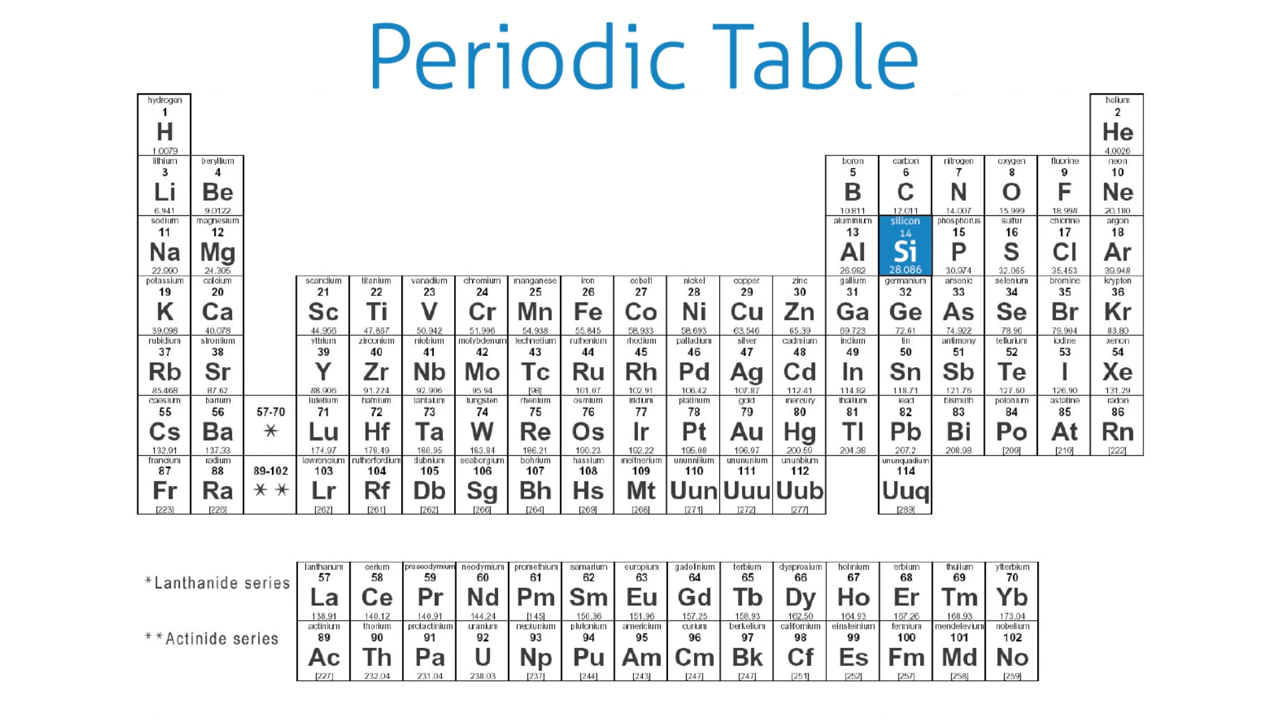 Periodic Table
hydrogen helium
1 2
H He
1.0079 4.0026
lithium beryllium boron carbon nitrogen oxygen fluorine neon
3 4 5 6 7 8 9 10
Li Be B C N O F Ne
6.941 9.0122 10.811 12.011 14.007 15.999 18.998 20.180
sodium magnesium aluminium silicon phosphorus sulfur chlorine argon
11 12 13 14 15 16 17 18
Na Mg Al Si P S Cl Ar
22.990 24.305 26.982 28.086 30.974 32.065 35.453 39.948
potassium calcium scandium titanium vanadium chromium manganese iron cobalt nickel copper zinc gallium germanium arsenic selenium bromine krypton
19 20 21 22 23 24 25 26 27 28 29 30 31 32 33 34 35 36
K Ca Sc Ti V Cr Mn Fe Co Ni Cu Zn Ga Ge As Se Br Kr
39.098 40.078 44.956 47.867 50.942 51.996 54.938 55.845 58.933 58.693 63.546 65.39 69.723 72.61 74.922 78.96 79.904 83.80
rubidium strontium yttrium zirconium niobium molybdenum technetium ruthenium rhodium palladium silver cadmium indium tin antimony tellurium iodine xenon
37 38 39 40 41 42 43 44 45 46 47 48 49 50 51 52 53 54
Rb Sr Y Zr Nb Mo Tc Ru Rh Pd Ag Cd In Sn Sb Te I Xe
85.468 87.62 88.906 91.224 92.906 95.94 [98] 101.07 102.91 106.42 107.87 112.41 114.82 118.71 121.76 127.60 126.90 131.29
caesium barium lutetium hafnium tantalum tungsten rhenium osmium iridium platinum gold mercury thallium lead bismuth polonium astatine radon
55 56 57-70 71 72 73 74 75 76 77 78 79 80 81 82 83 84 85 86
Cs Ba * Lu Hf Ta W Re Os Ir Pt Au Hg Tl Pb Bi Po At Rn
132.91 137.33 174.97 178.49 180.95 183.84 186.21 190.23 192.22 195.08 196.97 200.59 204.38 207.2 208.98 [209] [210] [222]
francium radium lawrencium rutherfordium dubnium seaborgium bohrium hassium meitnerium ununnilium unununium ununbium ununquadium
87 88 89-102 103 104 105 106 107 108 109 110 111 112 114
Fr Ra * * Lr Rf Db Sg Bh Hs Mt Uun Uuu Uub Uuq
[223] [226] [262] [261] [262] [266] [264] [269] [268] [271] [272] [277] [289]
lanthanum cerium praseodymium neodymium promethium samarium europium gadolinium terbium dysprosium holmium erbium thulium ytterbium
*Lanthanide series 57 58 59 60 61 62 63 64 65 66 67 68 69 70
La Ce Pr Nd Pm Sm Eu Gd Tb Dy Ho Er Tm Yb
138.91 140.12 140.91 144.24 [145] 150.36 151.96 157.25 158.93 162.50 164.93 167.26 168.93 173.04
actinium thorium protactinium uranium neptunium plutonium americium curium berkelium californium einsteinium fermium mendelevium nobelium
**Actinide series 89 90 91 92 93 94 95 96 97 98 99 100 101 102
Ac Th Pa U Np Pu Am Cm Bk Cf Es Fm Md No
[227] 232.04 231.04 238.03 [237] [244] [243] [247] [247] [251] [252] [257] [258] [259]